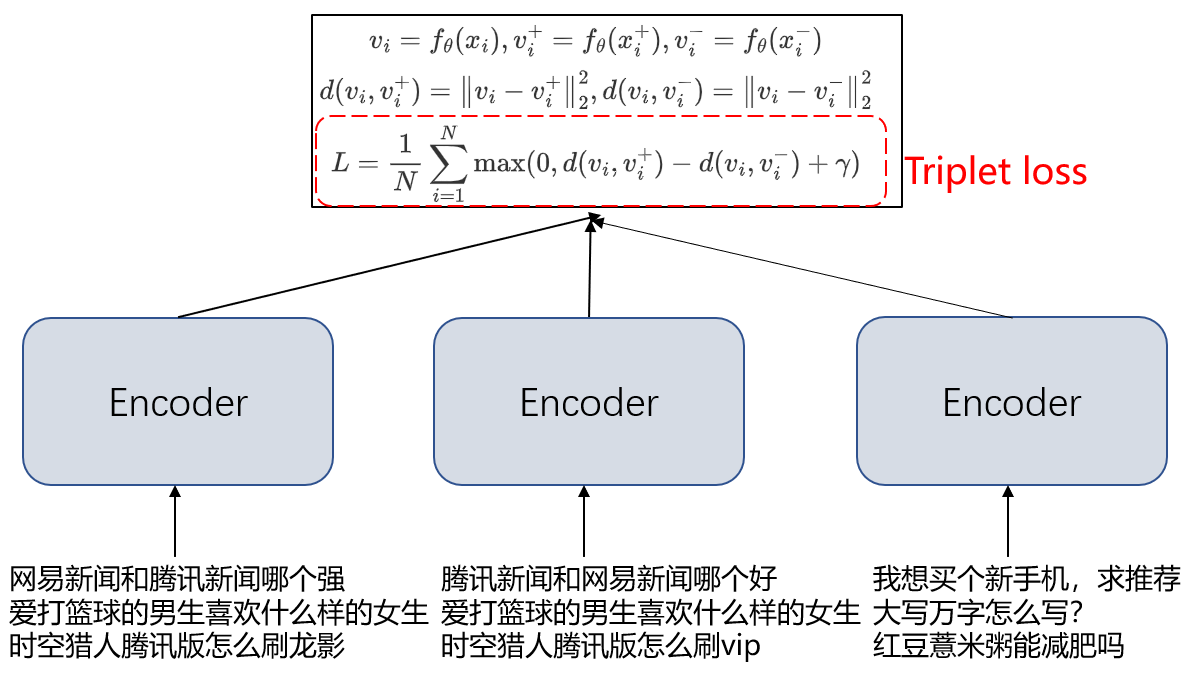 v_i = f_θ(x_i), v_i^+ = f_θ(x_i^+), v_i^- = f_θ(x_i^-)
d(v_i, v_i^+) = ‖v_i − v_i^+‖_2^2, d(v_i, v_i^-) = ‖v_i − v_i^-‖_2^2
L = \frac{1}{N} \sum_{i=1}^{N} max(0, d(v_i, v_i^+) − d(v_i, v_i^-) + γ)
Triplet loss
Encoder
Encoder
Encoder
网易新闻和腾讯新闻哪个强
爱打篮球的男生喜欢什么样的女生
时空猎人腾讯版怎么刷龙影
腾讯新闻和网易新闻哪个好
爱打篮球的男生喜欢什么样的女生
时空猎人腾讯版怎么刷vip
我想买个新手机，求推荐
大写万字怎么写？
红豆薏米粥能减肥吗